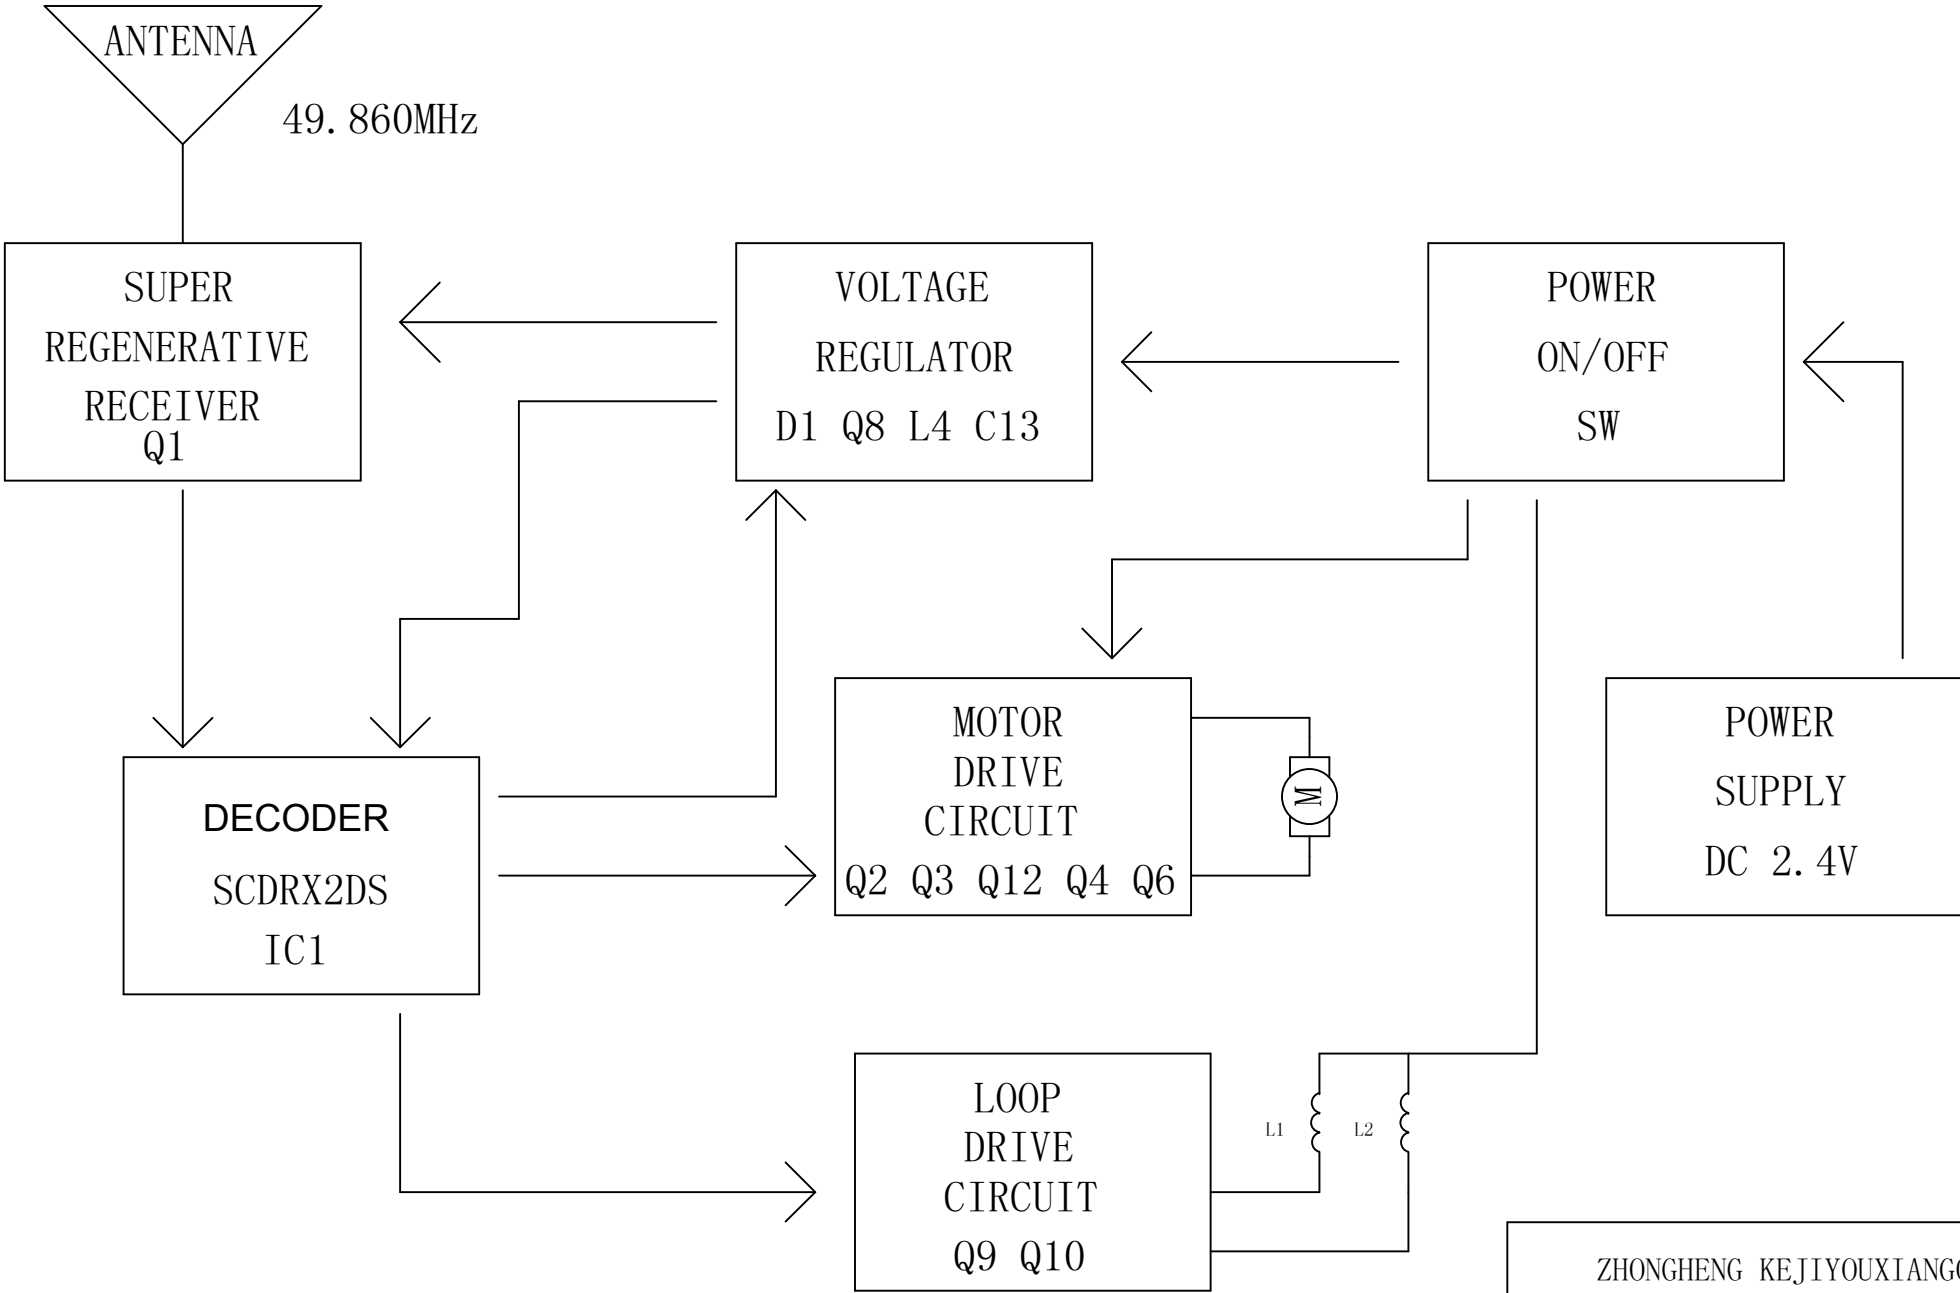 ANTENNA
49.860MHz
SUPER
REGENERATIVE
RECEIVER
Q1
VOLTAGE
REGULATOR
D1 Q8 L4 C13
POWER
ON/OFF
SW
DECODER
SCDRX2DS
IC1
MOTOR
DRIVE
CIRCUIT
Q2 Q3 Q12 Q4 Q6
M
POWER
SUPPLY
DC 2.4V
LOOP
DRIVE
CIRCUIT
Q9 Q10
L1
L2
ZHONGHENG